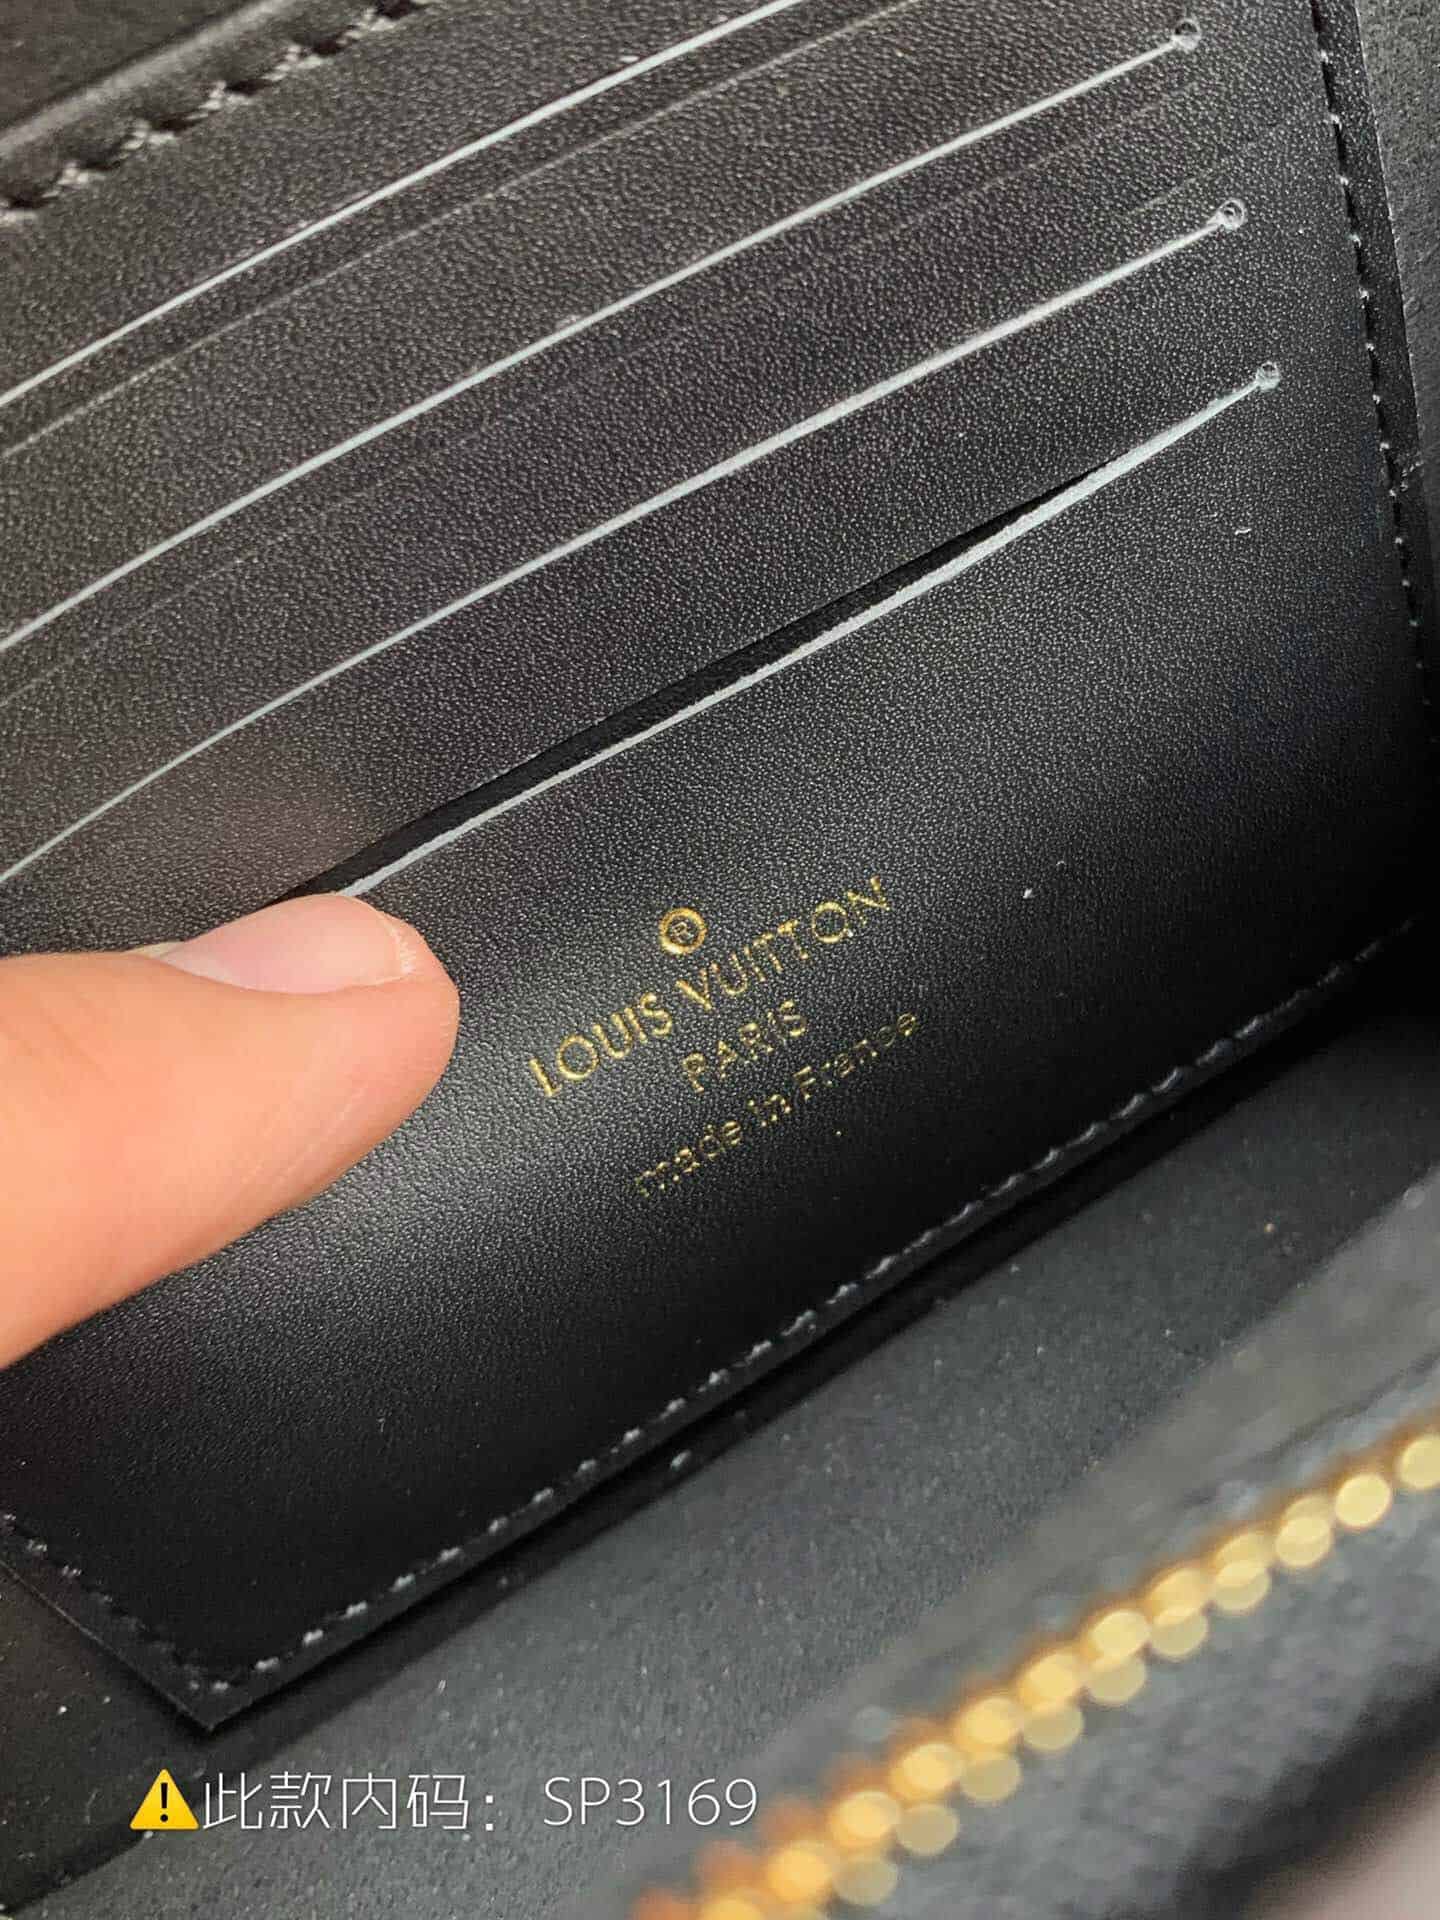 ®
LOUIS VUITTON
PARIS
made in France
⚠此款内码：SP3169